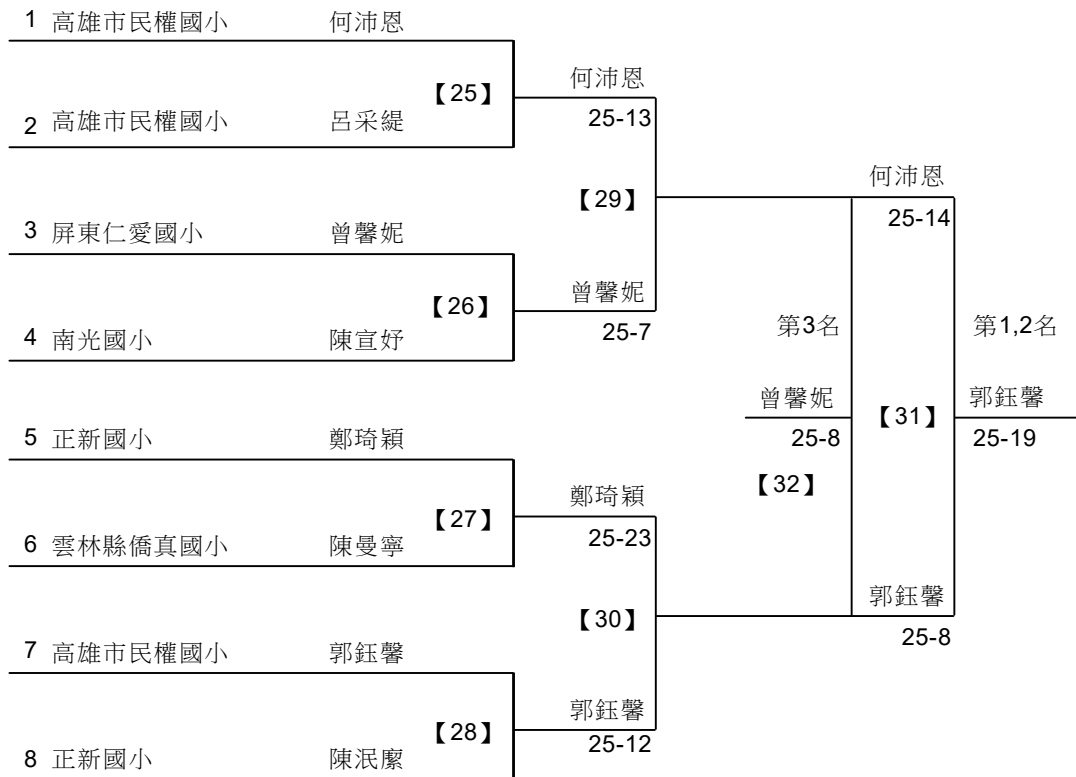 1 高雄市民權國小 何沛恩
【25】 何沛恩
25-13
2 高雄市民權國小 呂采緹
【29】 何沛恩
25-14
3 屏東仁愛國小 曾馨妮
【26】 曾馨妮
25-7
4 南光國小 陳宣妤
第3名 第1,2名
曾馨妮 【31】 郭鈺馨
25-8 25-19
5 正新國小 鄭琦穎
【32】
【27】 鄭琦穎
25-23
6 雲林縣僑真國小 陳曼寧
【30】 郭鈺馨
25-8
7 高雄市民權國小 郭鈺馨
【28】 郭鈺馨
25-12
8 正新國小 陳泯縻